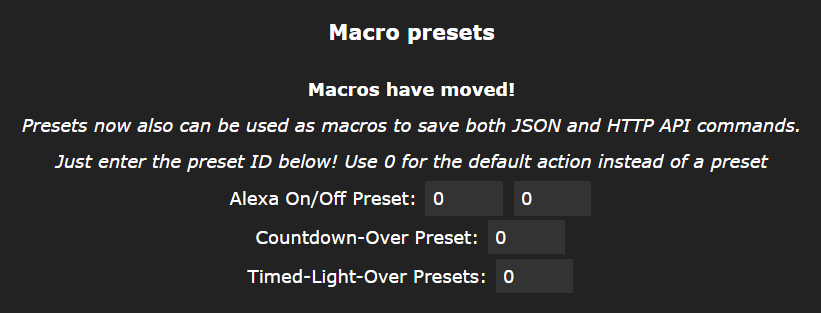 Macro presets
Macros have moved!
Presets now also can be used as macros to save both JSON and HTTP API commands.
Just enter the preset ID below! Use 0 for the default action instead of a preset
Alexa On/Off Preset: 0 0
Countdown-Over Preset: 0
Timed-Light-Over Presets: 0